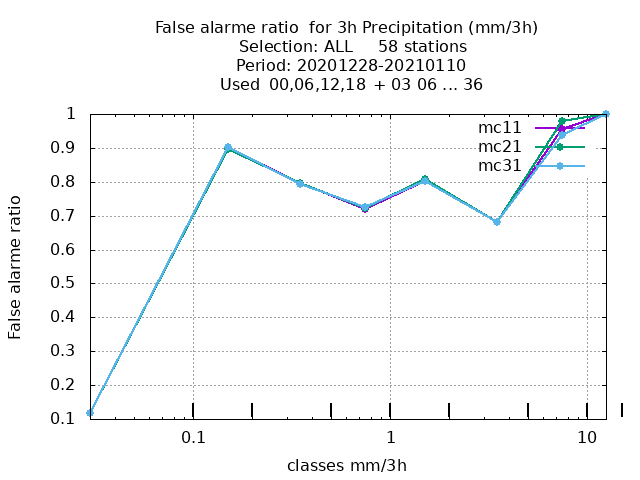 False alarme ratio  for 3h Precipitation (mm/3h)
Selection: ALL     58 stations
Period: 20201228-20210110
Used  00,06,12,18  + 03 06 ... 36
1
0.9
0.8
0.7
0.6
0.5
0.4
0.3
0.2
0.1
False alarme ratio
mc11
mc21
mc31
0.1
1
10
classes mm/3h